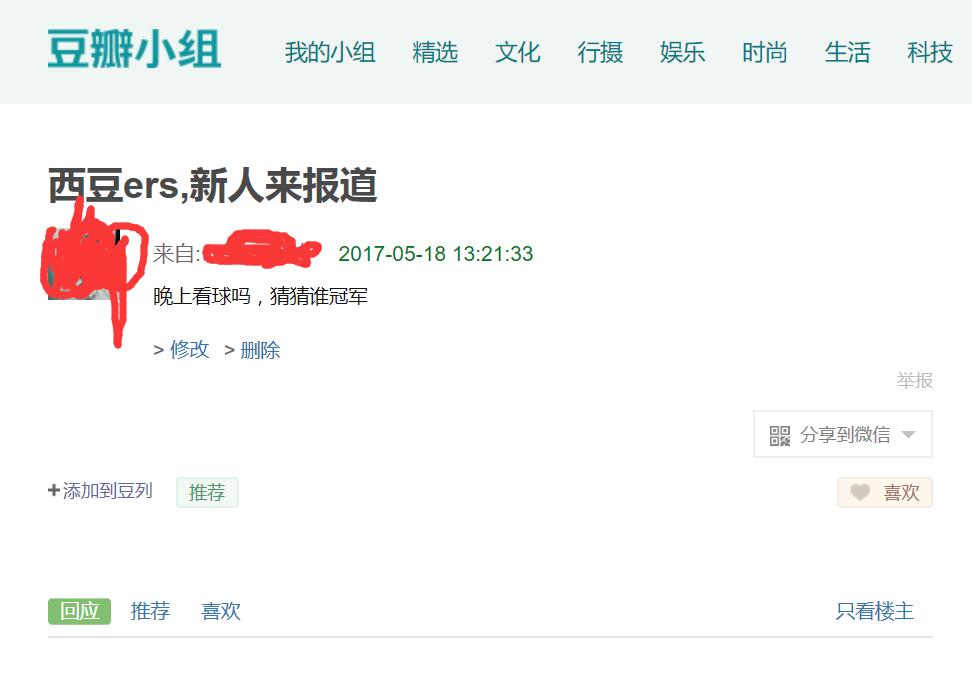 豆瓣小组 我的小组 精选 文化 行摄 娱乐 时尚 生活 科技
西豆ers,新人来报道
来自: 2017-05-18 13:21:33
晚上看球吗，猜猜谁冠军
> 修改 > 删除
举报
分享到微信
+添加到豆列 推荐 喜欢
回应 推荐 喜欢 只看楼主